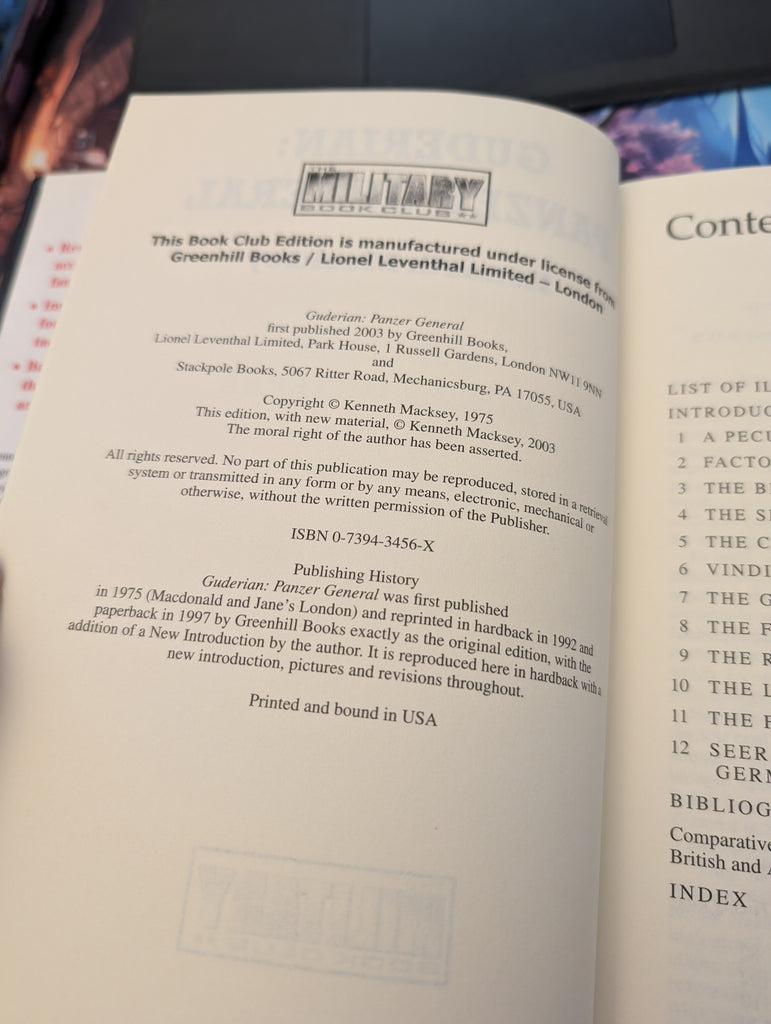 THE
MILITARY
BOOK CLUB
This Book Club Edition is manufactured under license from
Greenhill Books / Lionel Leventhal Limited – London
Guderian: Panzer General
first published 2003 by Greenhill Books,
Lionel Leventhal Limited, Park House, 1 Russell Gardens, London NW11 9NN
and
Stackpole Books, 5067 Ritter Road, Mechanicsburg, PA 17055, USA
Copyright © Kenneth Macksey, 1975
This edition, with new material, © Kenneth Macksey, 2003
The moral right of the author has been asserted.
All rights reserved. No part of this publication may be reproduced, stored in a retrieval
system or transmitted in any form or by any means, electronic, mechanical or
otherwise, without the written permission of the Publisher.
ISBN 0-7394-3456-X
Publishing History
Guderian: Panzer General was first published
in 1975 (Macdonald and Jane's London) and reprinted in hardback in 1992 and
paperback in 1997 by Greenhill Books exactly as the original edition, with the
addition of a New Introduction by the author. It is reproduced here in hardback with a
new introduction, pictures and revisions throughout.
Printed and bound in USA
Conte
LIST OF IL
INTRODUC
1 A PECU
2 FACTO
3 THE B
4 THE S
5 THE C
6 VINDI
7 THE G
8 THE F
9 THE R
10 THE L
11 THE F
12 SEER
GERM
BIBLIOG
Comparative
British and
INDEX